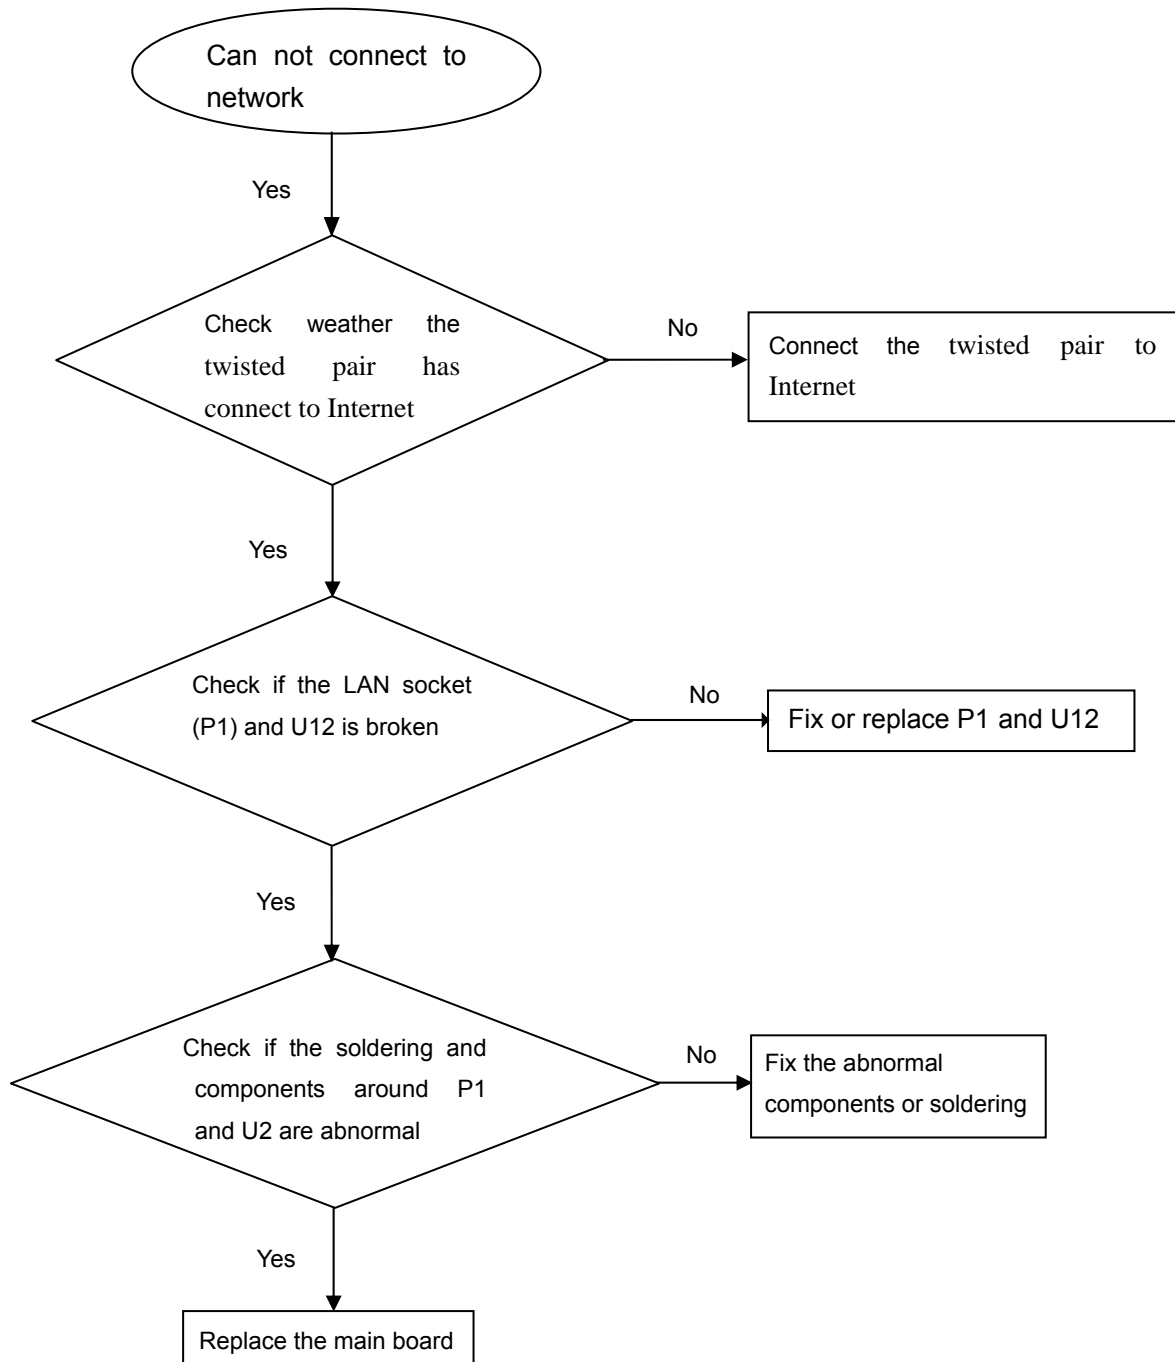 Can not connect to
network
Yes
Check weather the
twisted pair has
connect to Internet
No
Connect the twisted pair to
Internet
Yes
Check if the LAN socket
(P1) and U12 is broken
No
Fix or replace P1 and U12
Yes
Check if the soldering and
components around P1
and U2 are abnormal
No
Fix the abnormal
components or soldering
Yes
Replace the main board